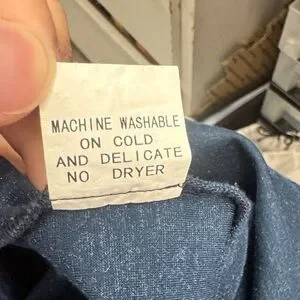 MACHINE WASHABLE
ON COLD
AND DELICATE
NO DRYER